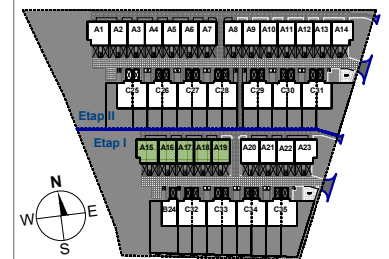 A1 A2 A3 A4 A5 A6 A7 A8 A9 A10 A11 A12 A13 A14
C25 C26 C27 C28 C29 C30 C31
Etap II
Etap I
A15 A16 A17 A18 A19 A20 A21 A22 A23
B24 C32 C33 C34 C35
N
W E
S